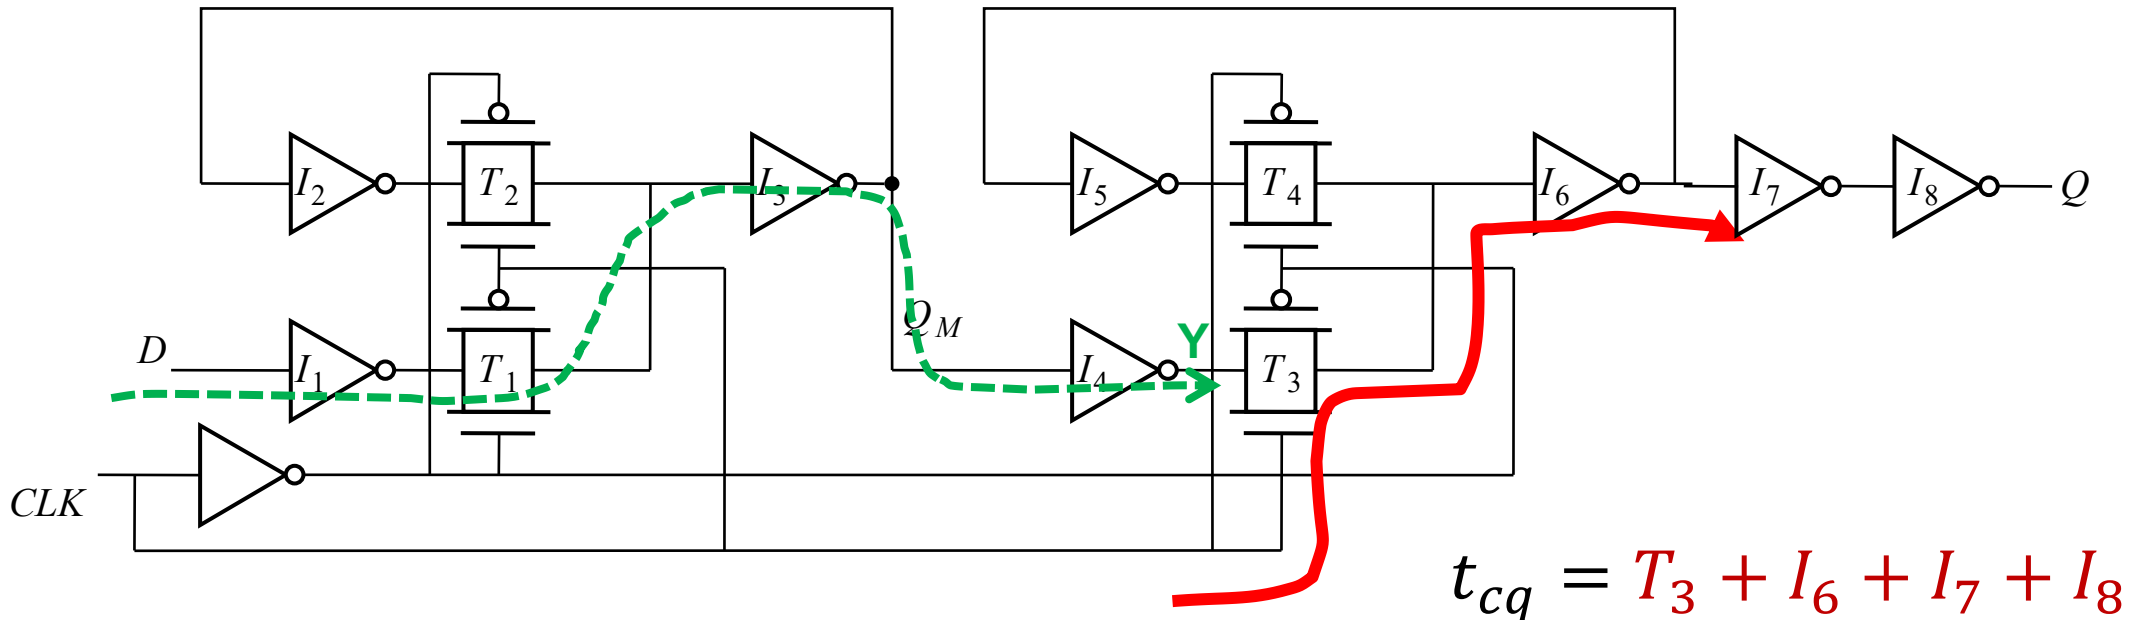 I2 T2 I3 I5 T4 I6 I7 I8 Q
QM
D I1 T1 I4 Y T3
CLK
tcq = T3 + I6 + I7 + I8